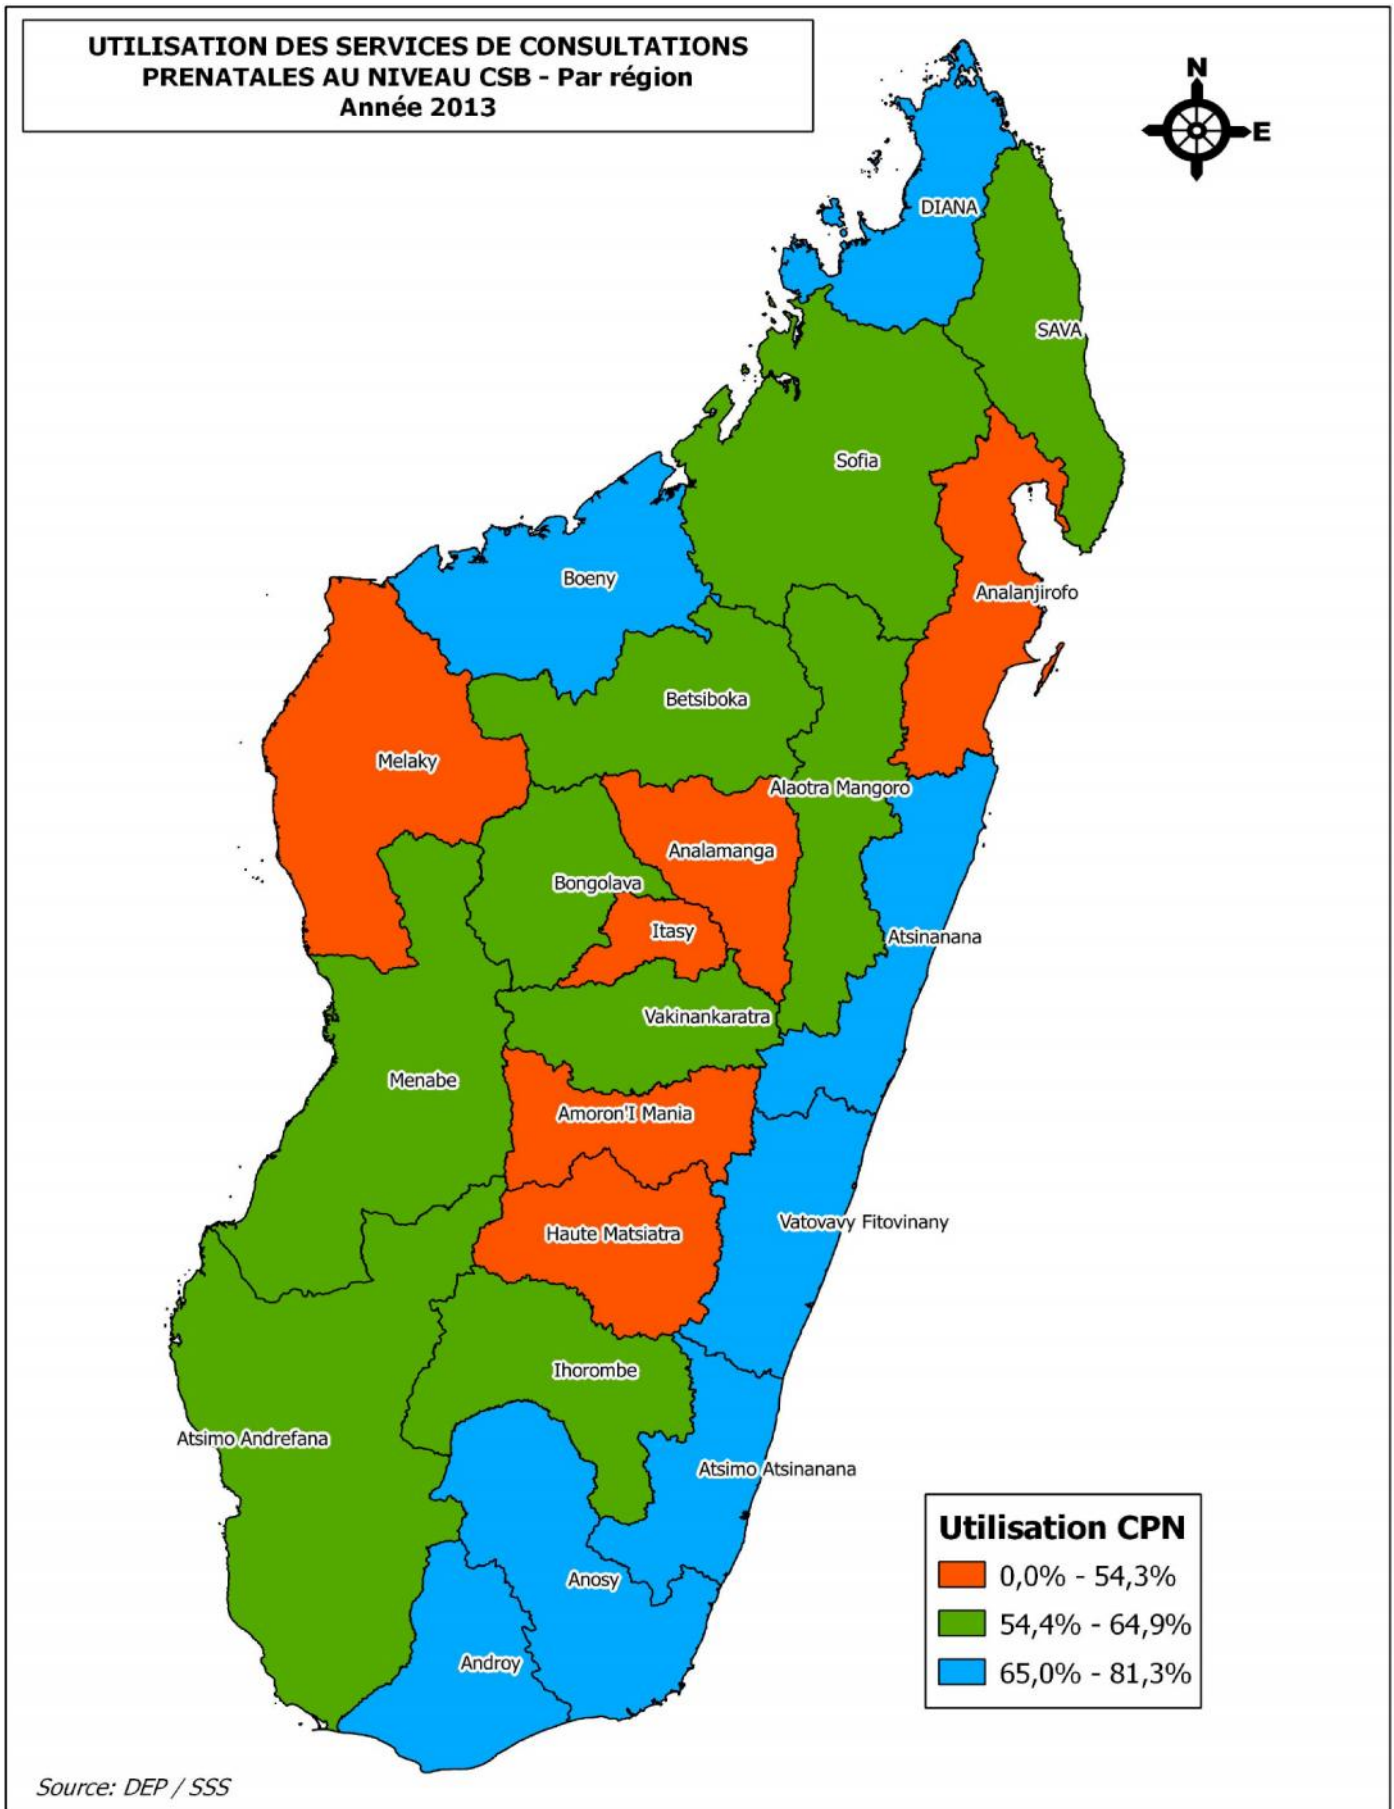 UTILISATION DES SERVICES DE CONSULTATIONS
PRENATALES AU NIVEAU CSB - Par région
Année 2013
N
E
DIANA
SAVA
Sofia
Boeny
Analanjirofo
Betsiboka
Melaky
Alaotra Mangoro
Analamanga
Bongolava
Itasy
Atsinanana
Vakinankaratra
Menabe
Amoron'I Mania
Vatovavy Fitovinany
Haute Matsiatra
Ihorombe
Atsimo Andrefana
Atsimo Atsinanana
Anosy
Androy
Utilisation CPN
0,0% - 54,3%
54,4% - 64,9%
65,0% - 81,3%
Source: DEP / SSS